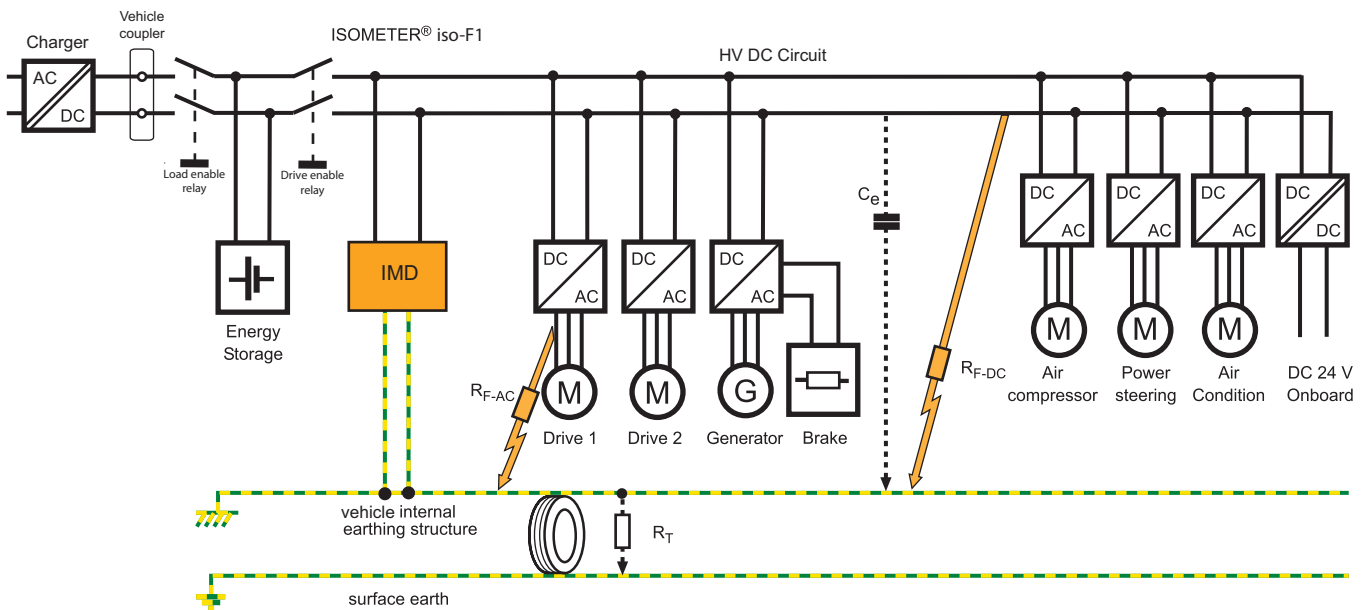 Vehicle
coupler
Charger
AC
DC
ISOMETER® iso-F1
HV DC Circuit
Load enable
relay
Drive enable
relay
Energy
Storage
IMD
DC
AC
DC
AC
DC
AC
M
M
G
Drive 1
Drive 2
Generator
Brake
RF-AC
Ce
RF-DC
DC
AC
DC
AC
DC
AC
DC
DC
M
M
M
Air
compressor
Power
steering
Air
Condition
DC 24 V
Onboard
vehicle internal
earthing structure
RT
surface earth